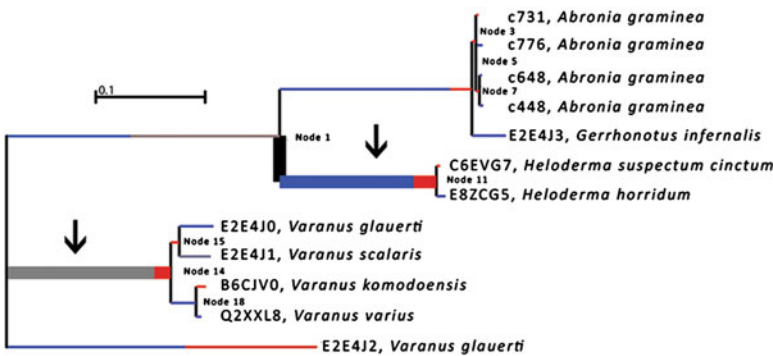 c731, Abronia graminea
Node 3
c776, Abronia graminea
Node 5
0.1
c648, Abronia graminea
Node 7
c448, Abronia graminea
Node 1
E2E4J3, Gerrhonotus infernalis
C6EVG7, Heloderma suspectum cinctum
Node 11
E8ZCG5, Heloderma horridum
E2E4J0, Varanus glauerti
Node 15
E2E4J1, Varanus scalaris
Node 14
B6CJV0, Varanus komodoensis
Node 18
Q2XXL8, Varanus varius
E2E4J2, Varanus glauerti